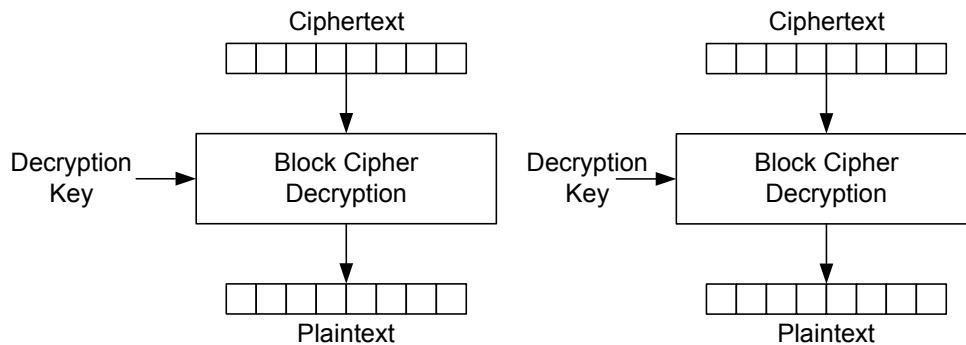 Ciphertext
Decryption
Key
Block Cipher
Decryption
Plaintext
Ciphertext
Decryption
Key
Block Cipher
Decryption
Plaintext